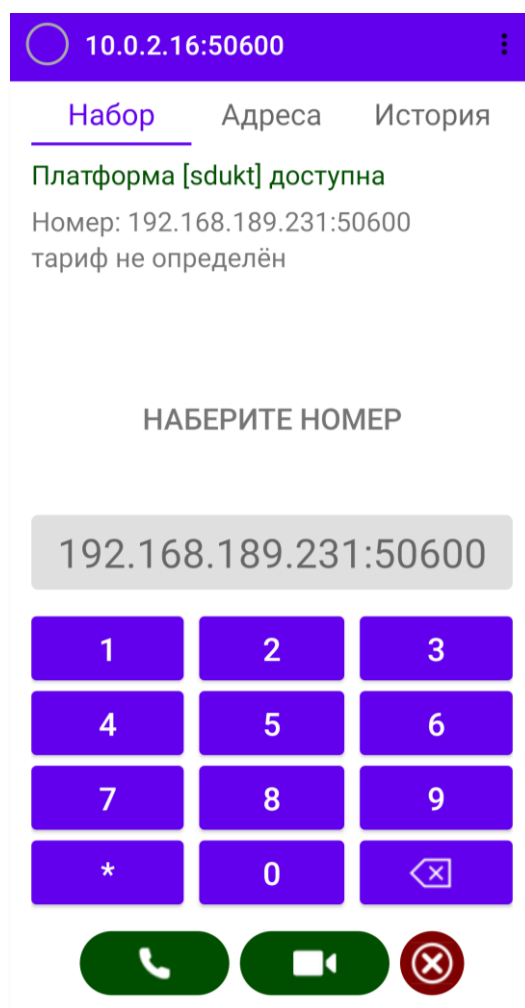 10.0.2.16:50600
Набор Адреса История
Платформа [sdukt] доступна
Номер: 192.168.189.231:50600
тариф не определён
НАБЕРИТЕ НОМЕР
192.168.189.231:50600
1 2 3
4 5 6
7 8 9
* 0